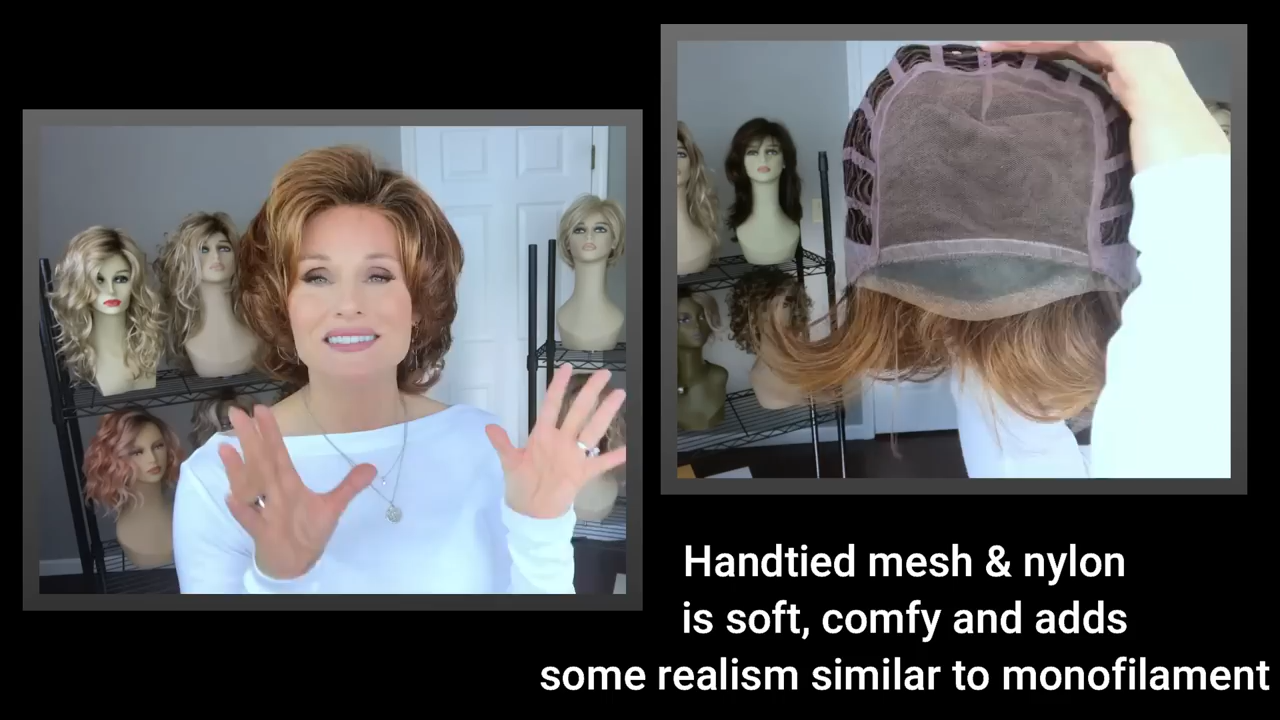 Handtied mesh & nylon
is soft, comfy and adds
some realism similar to monofilament